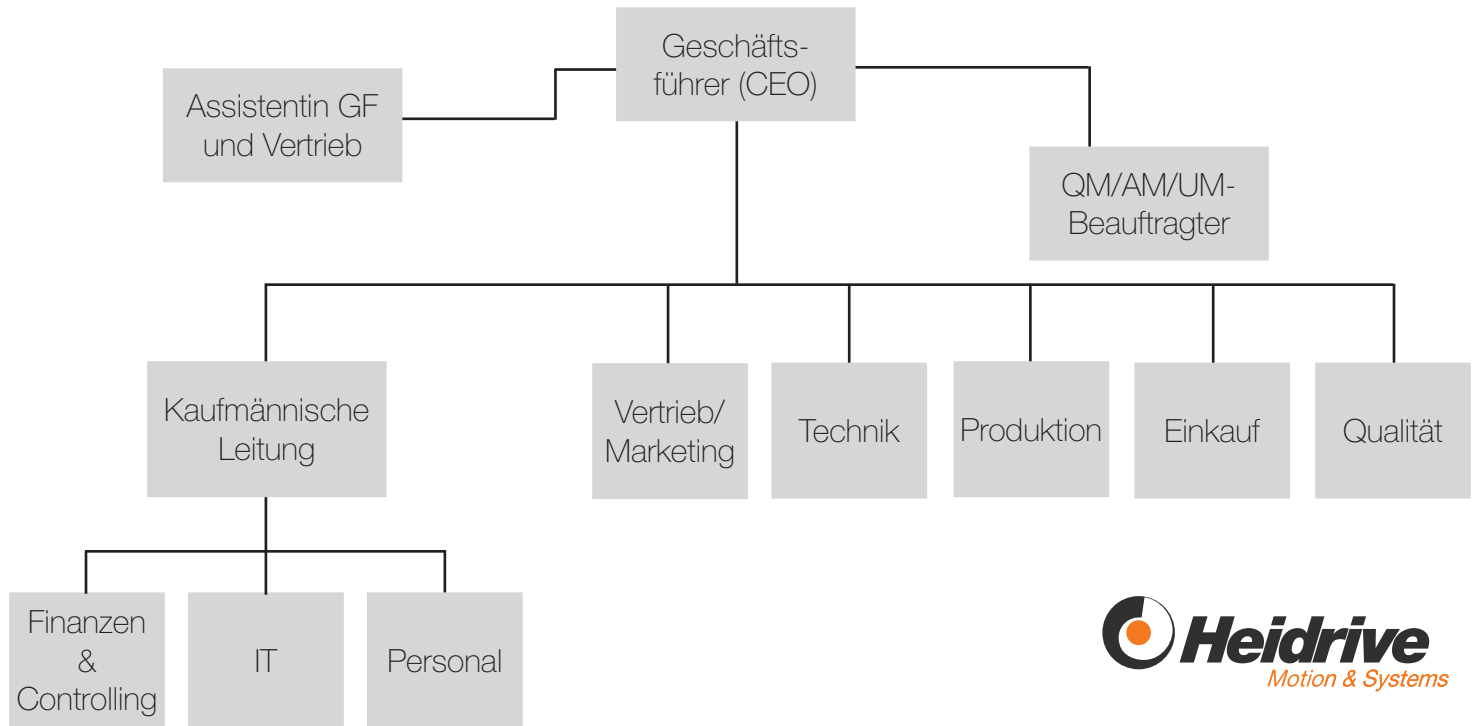 Geschäfts-
führer (CEO)
Assistentin GF
und Vertrieb
QM/AM/UM-
Beauftragter
Kaufmännische
Leitung
Vertrieb/
Marketing
Technik
Produktion
Einkauf
Qualität
Finanzen
&
Controlling
IT
Personal
Heidrive
Motion & Systems